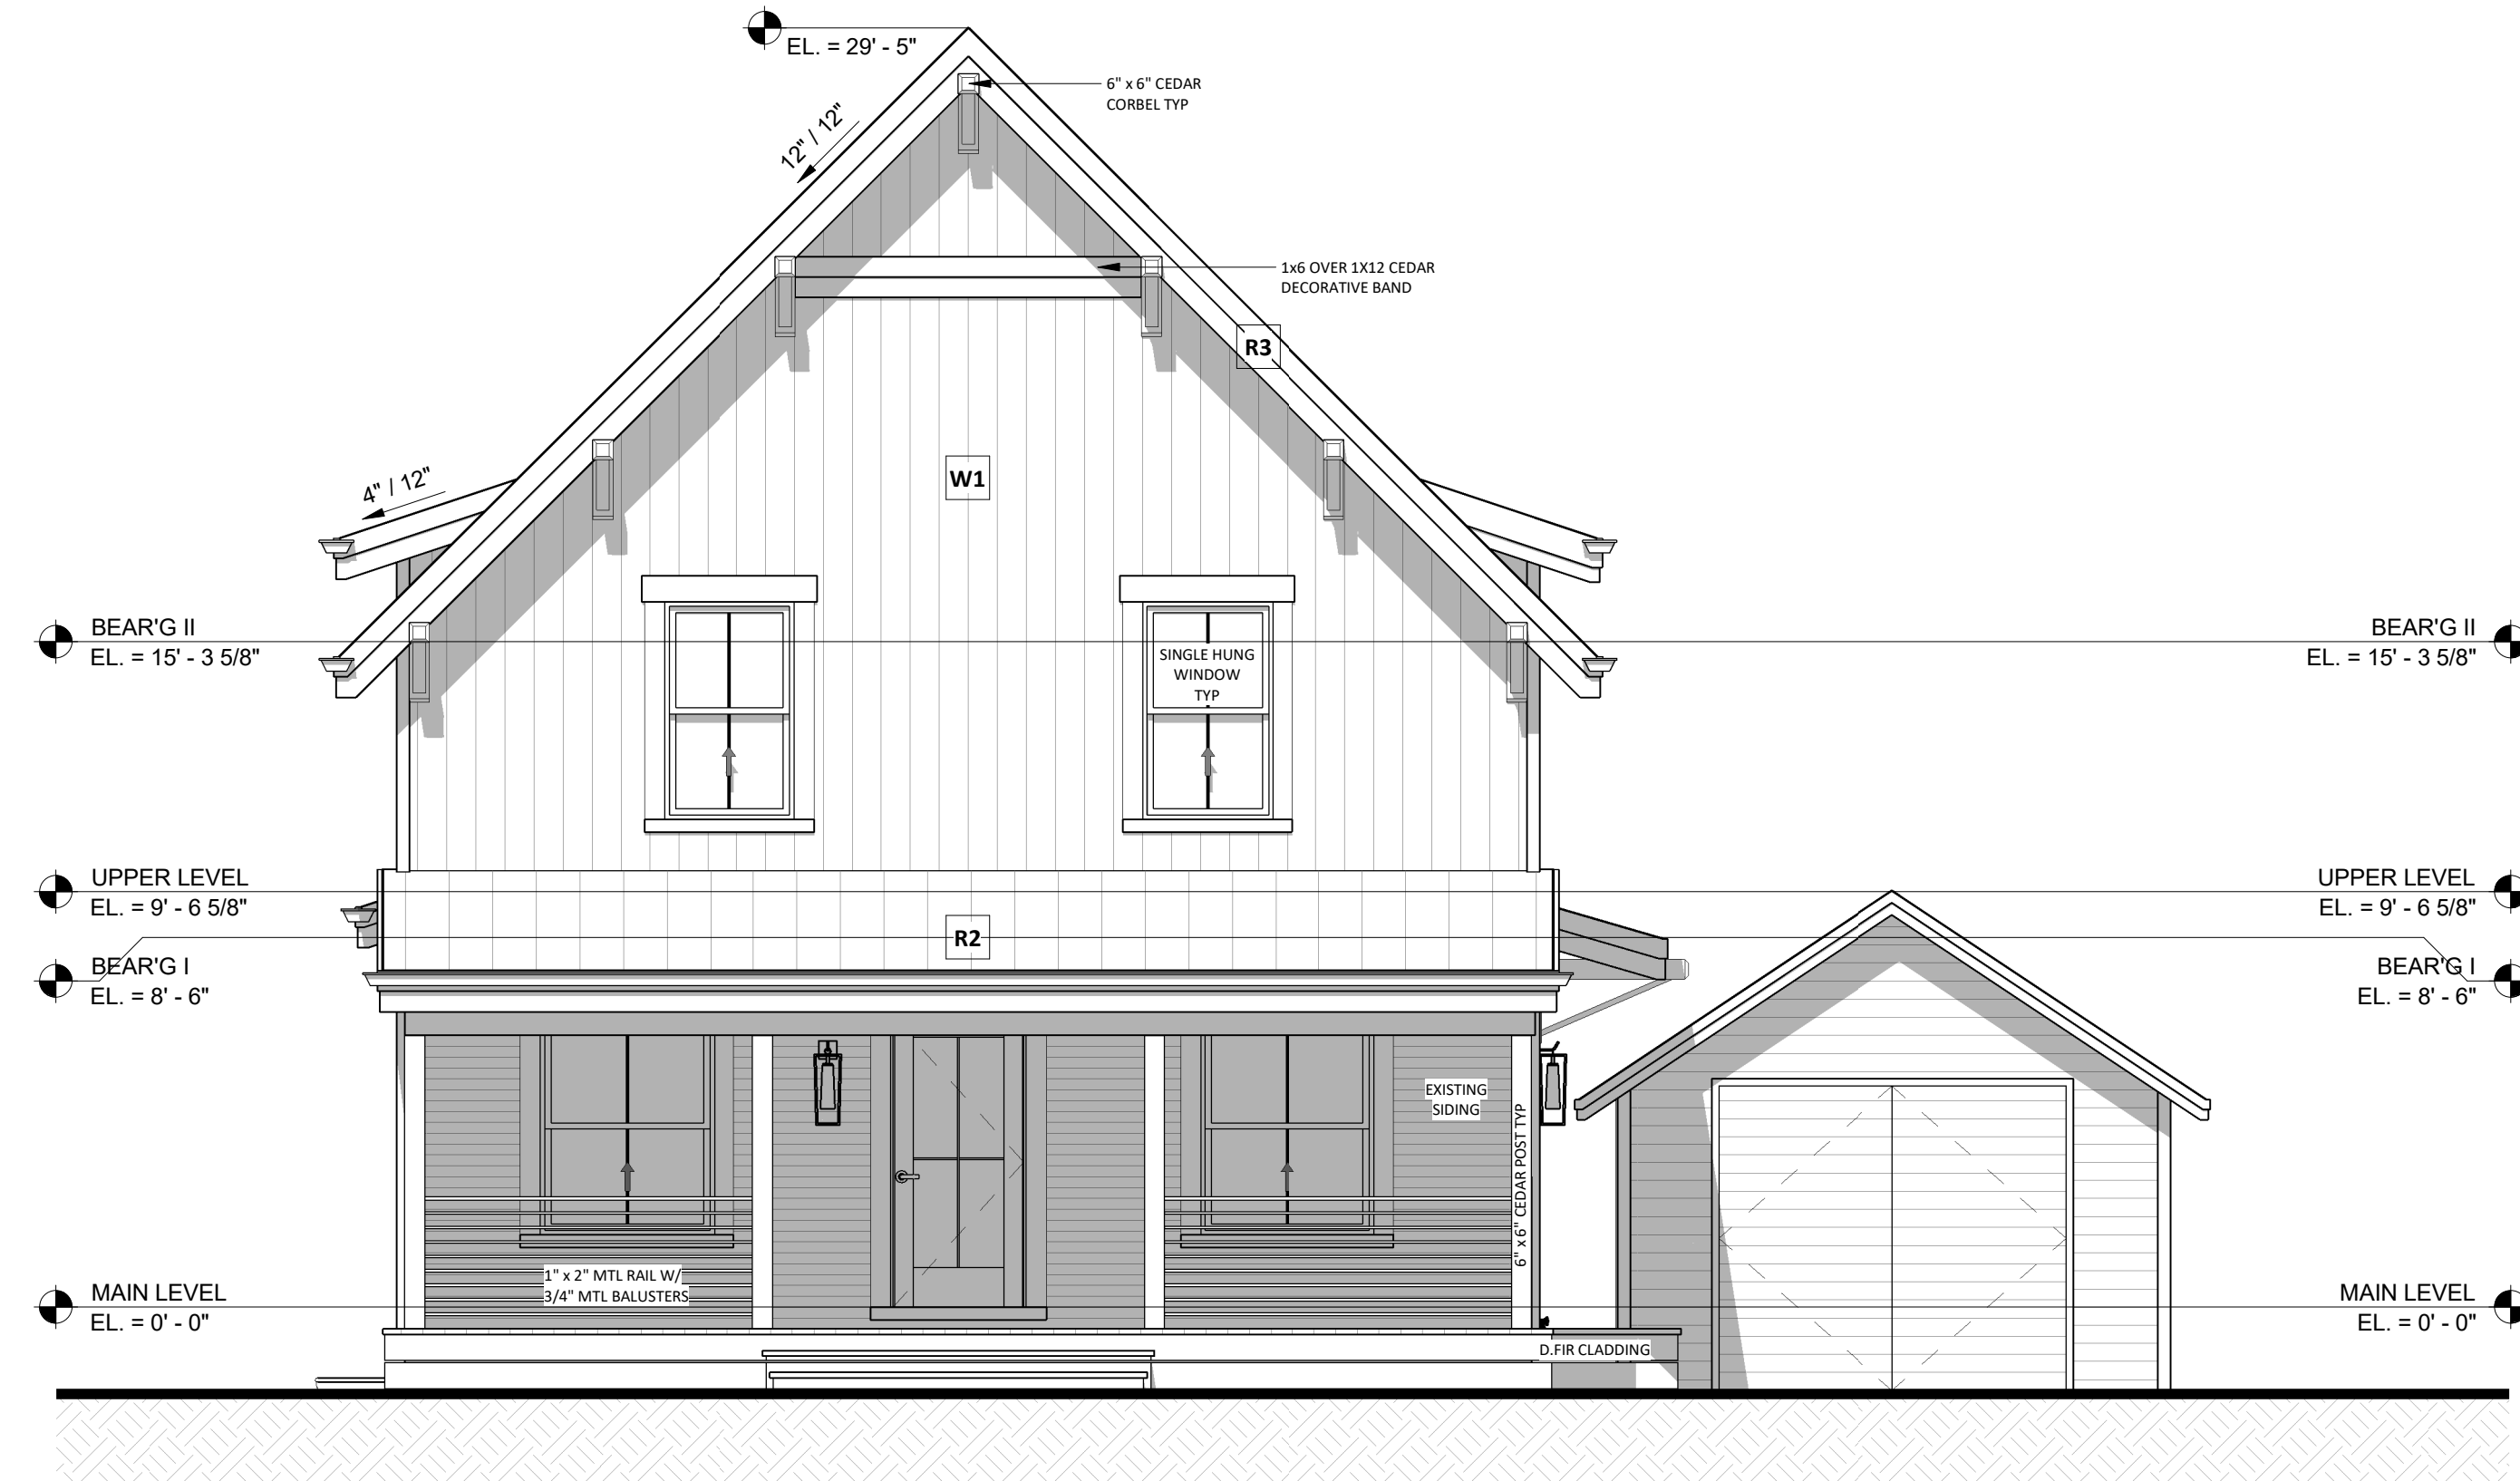 EL. = 29' - 5"
6" x 6" CEDAR
CORBEL TYP
12" / 12"
1x6 OVER 1X12 CEDAR
DECORATIVE BAND
R3
W1
4" / 12"
BEAR'G II
EL. = 15' - 3 5/8"
BEAR'G II
EL. = 15' - 3 5/8"
SINGLE HUNG
WINDOW
TYP
UPPER LEVEL
EL. = 9' - 6 5/8"
UPPER LEVEL
EL. = 9' - 6 5/8"
R2
BEAR'G I
EL. = 8' - 6"
BEAR'G I
EL. = 8' - 6"
EXISTING
SIDING
6" x 6" CEDAR POST TYP
1" x 2" MTL RAIL W/
3/4" MTL BALUSTERS
MAIN LEVEL
EL. = 0' - 0"
MAIN LEVEL
EL. = 0' - 0"
D.FIR CLADDING